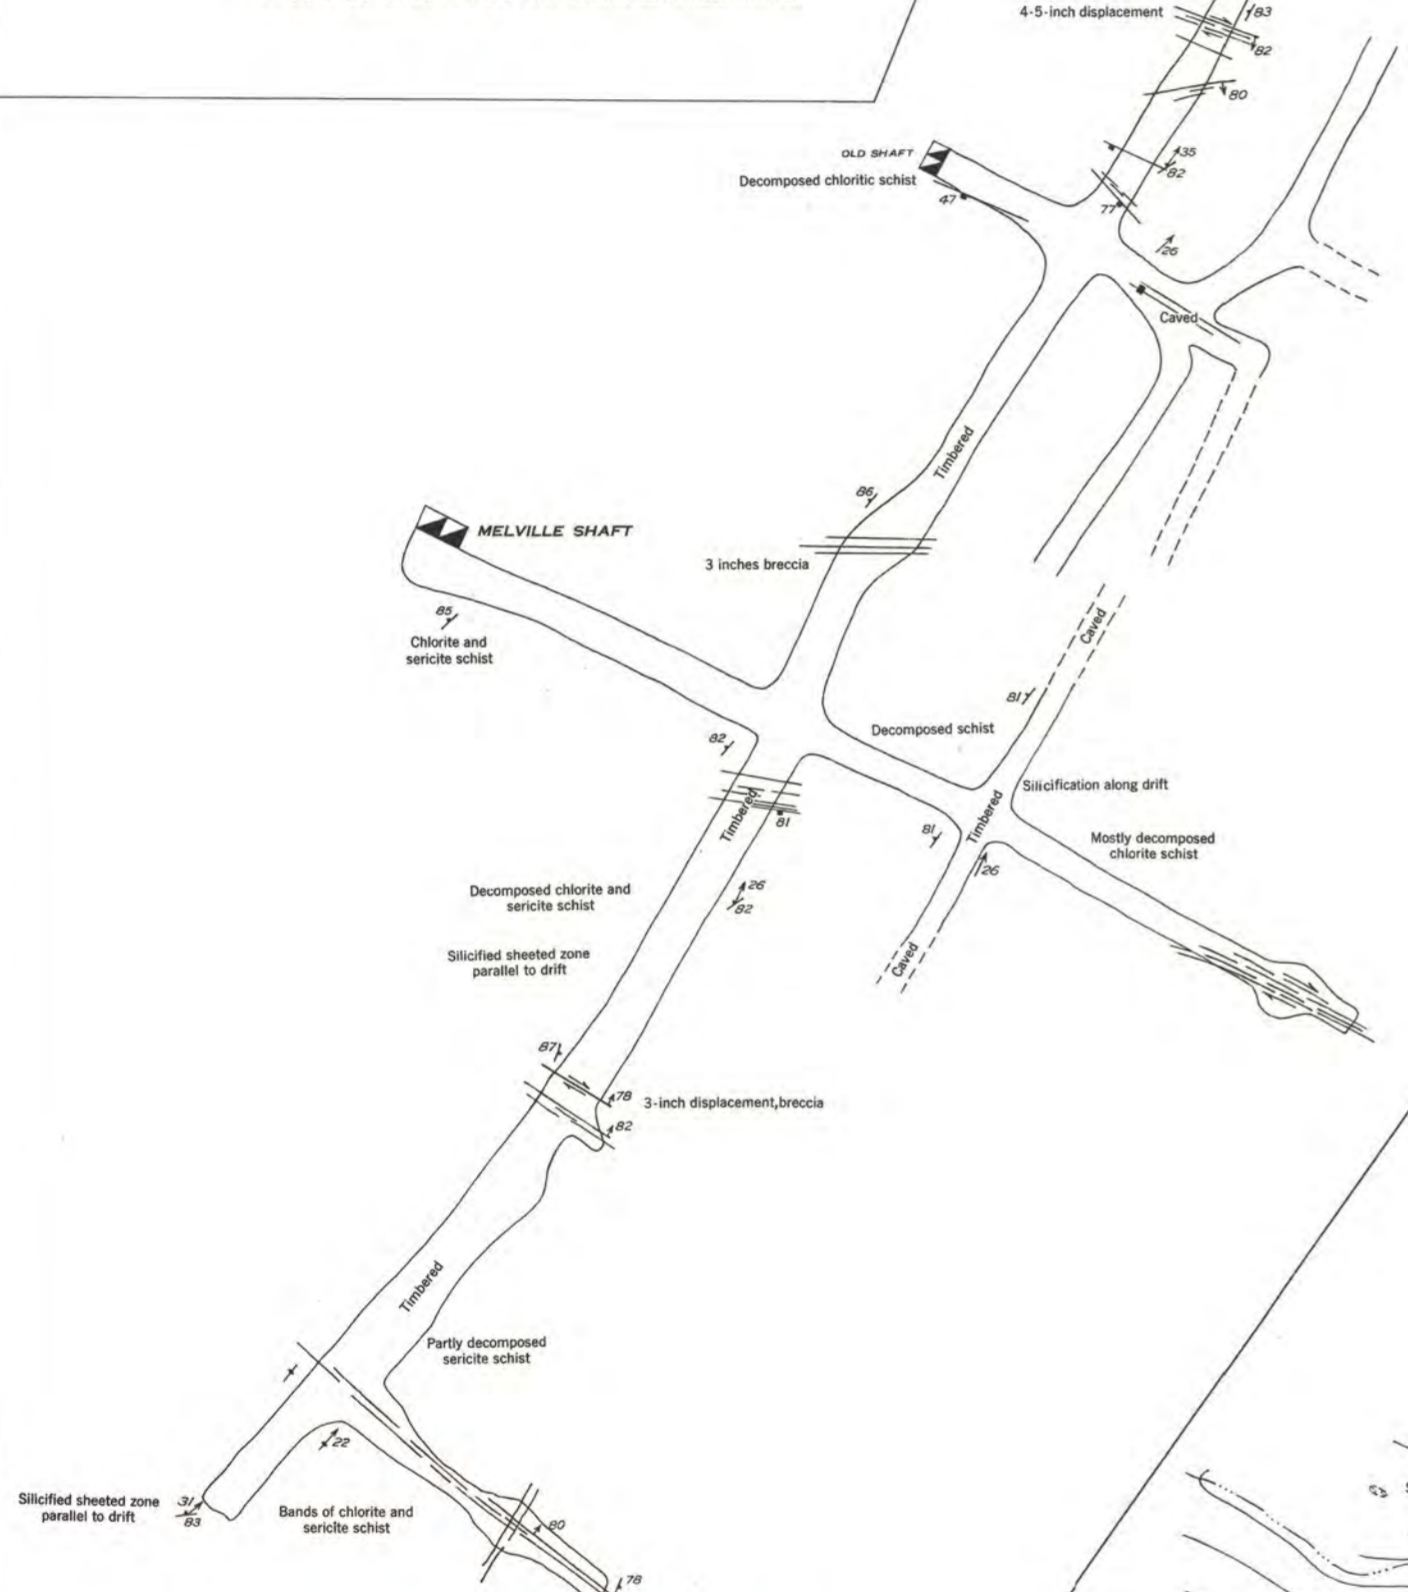 4-5-inch displacement
83
82
80
OLD SHAFT
35
Decomposed chloritic schist
82
47
77
26
Caved
Timbered
86
MELVILLE SHAFT
3 inches breccia
85
Caved
Chlorite and
sericite schist
81
82
Decomposed schist
Silicification along drift
Timbered
Timbered
81
81
Mostly decomposed
chlorite schist
26
Decomposed chlorite and
sericite schist
26
82
Silicified sheeted zone
parallel to drift
Caved
87
78
3-inch displacement,breccia
82
Timbered
Partly decomposed
sericite schist
22
Silicified sheeted zone
parallel to drift
31
83
Bands of chlorite and
sericite schist
80
78